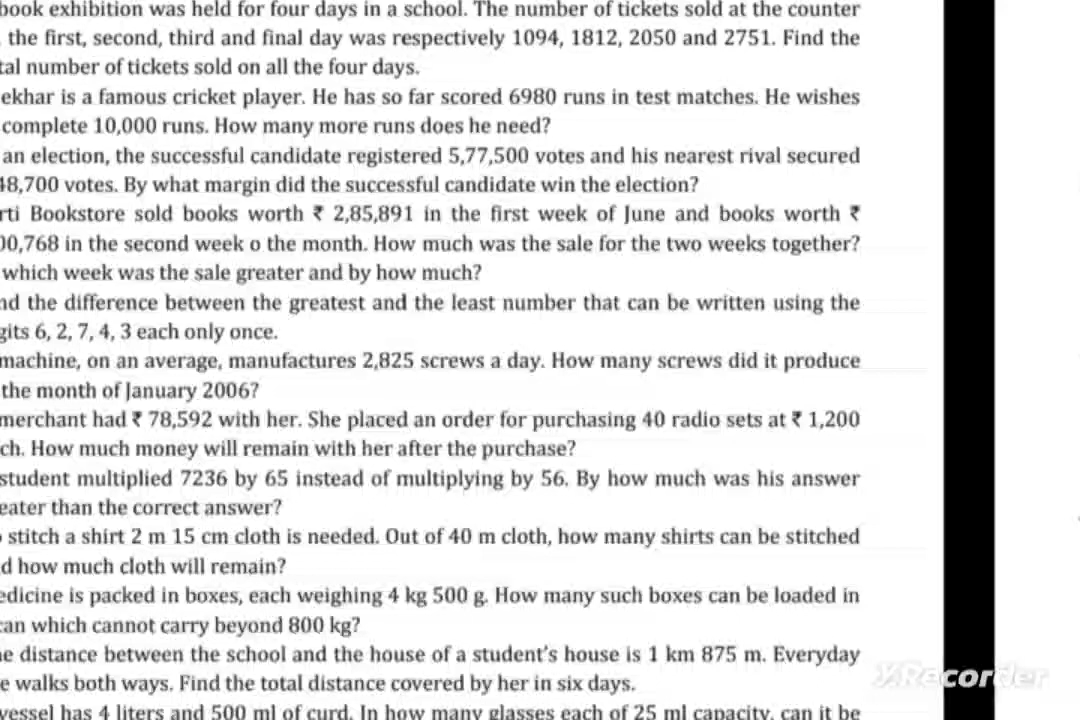 book exhibition was held for four days in a school. The number of tickets sold at the counter
the first, second, third and final day was respectively 1094, 1812, 2050 and 2751. Find the
tal number of tickets sold on all the four days.
ekhar is a famous cricket player. He has so far scored 6980 runs in test matches. He wishes
complete 10,000 runs. How many more runs does he need?
an election, the successful candidate registered 5,77,500 votes and his nearest rival secured
48,700 votes. By what margin did the successful candidate win the election?
rti Bookstore sold books worth ₹ 2,85,891 in the first week of June and books worth ₹
00,768 in the second week o the month. How much was the sale for the two weeks together?
which week was the sale greater and by how much?
nd the difference between the greatest and the least number that can be written using the
gits 6, 2, 7, 4, 3 each only once.
machine, on an average, manufactures 2,825 screws a day. How many screws did it produce
the month of January 2006?
merchant had ₹ 78,592 with her. She placed an order for purchasing 40 radio sets at ₹ 1,200
ch. How much money will remain with her after the purchase?
student multiplied 7236 by 65 instead of multiplying by 56. By how much was his answer
eater than the correct answer?
stitch a shirt 2 m 15 cm cloth is needed. Out of 40 m cloth, how many shirts can be stitched
d how much cloth will remain?
edicine is packed in boxes, each weighing 4 kg 500 g. How many such boxes can be loaded in
can which cannot carry beyond 800 kg?
he distance between the school and the house of a student's house is 1 km 875 m. Everyday
e walks both ways. Find the total distance covered by her in six days.
vessel has 4 liters and 500 ml of curd. In how many glasses each of 25 ml capacity, can it be
XRecorder